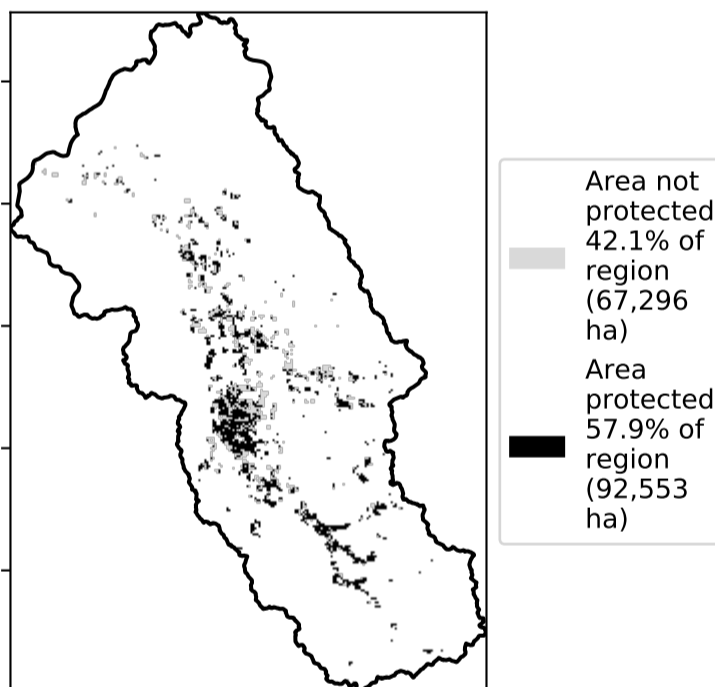 Area not
protected
42.1% of
region
(67,296
ha)
Area
protected
57.9% of
region
(92,553
ha)